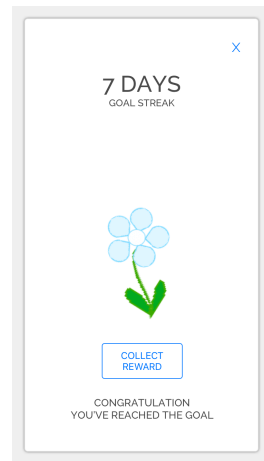 X
7 DAYS
GOAL STREAK
COLLECT
REWARD
CONGRATULATION
YOU'VE REACHED THE GOAL